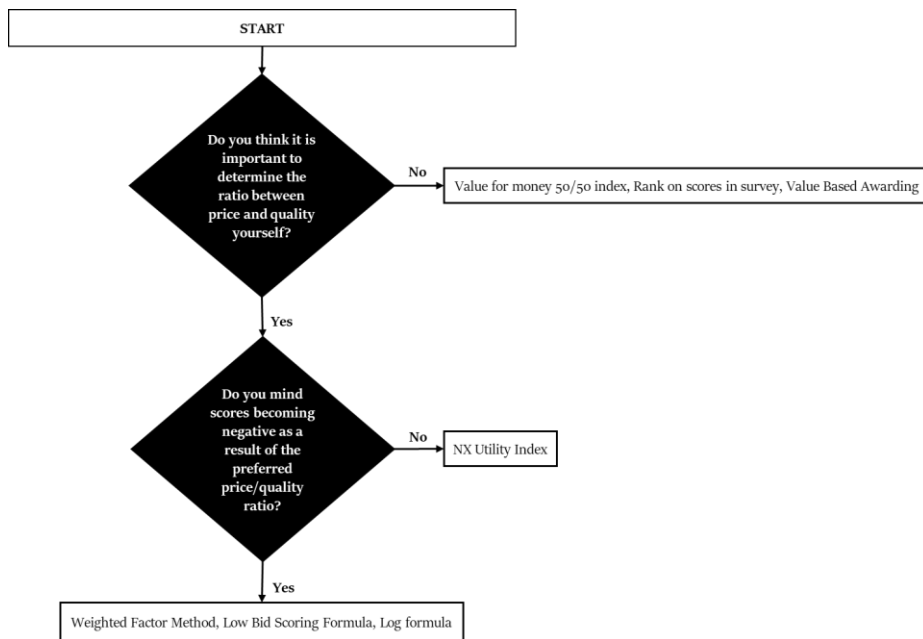 START
Do you think it is
important to
determine the
ratio between
price and quality
yourself?
No
Value for money 50/50 index, Rank on scores in survey, Value Based Awarding
Yes
Do you mind
scores becoming
negative as a
result of the
preferred
price/quality
ratio?
No
NX Utility Index
Yes
Weighted Factor Method, Low Bid Scoring Formula, Log formula